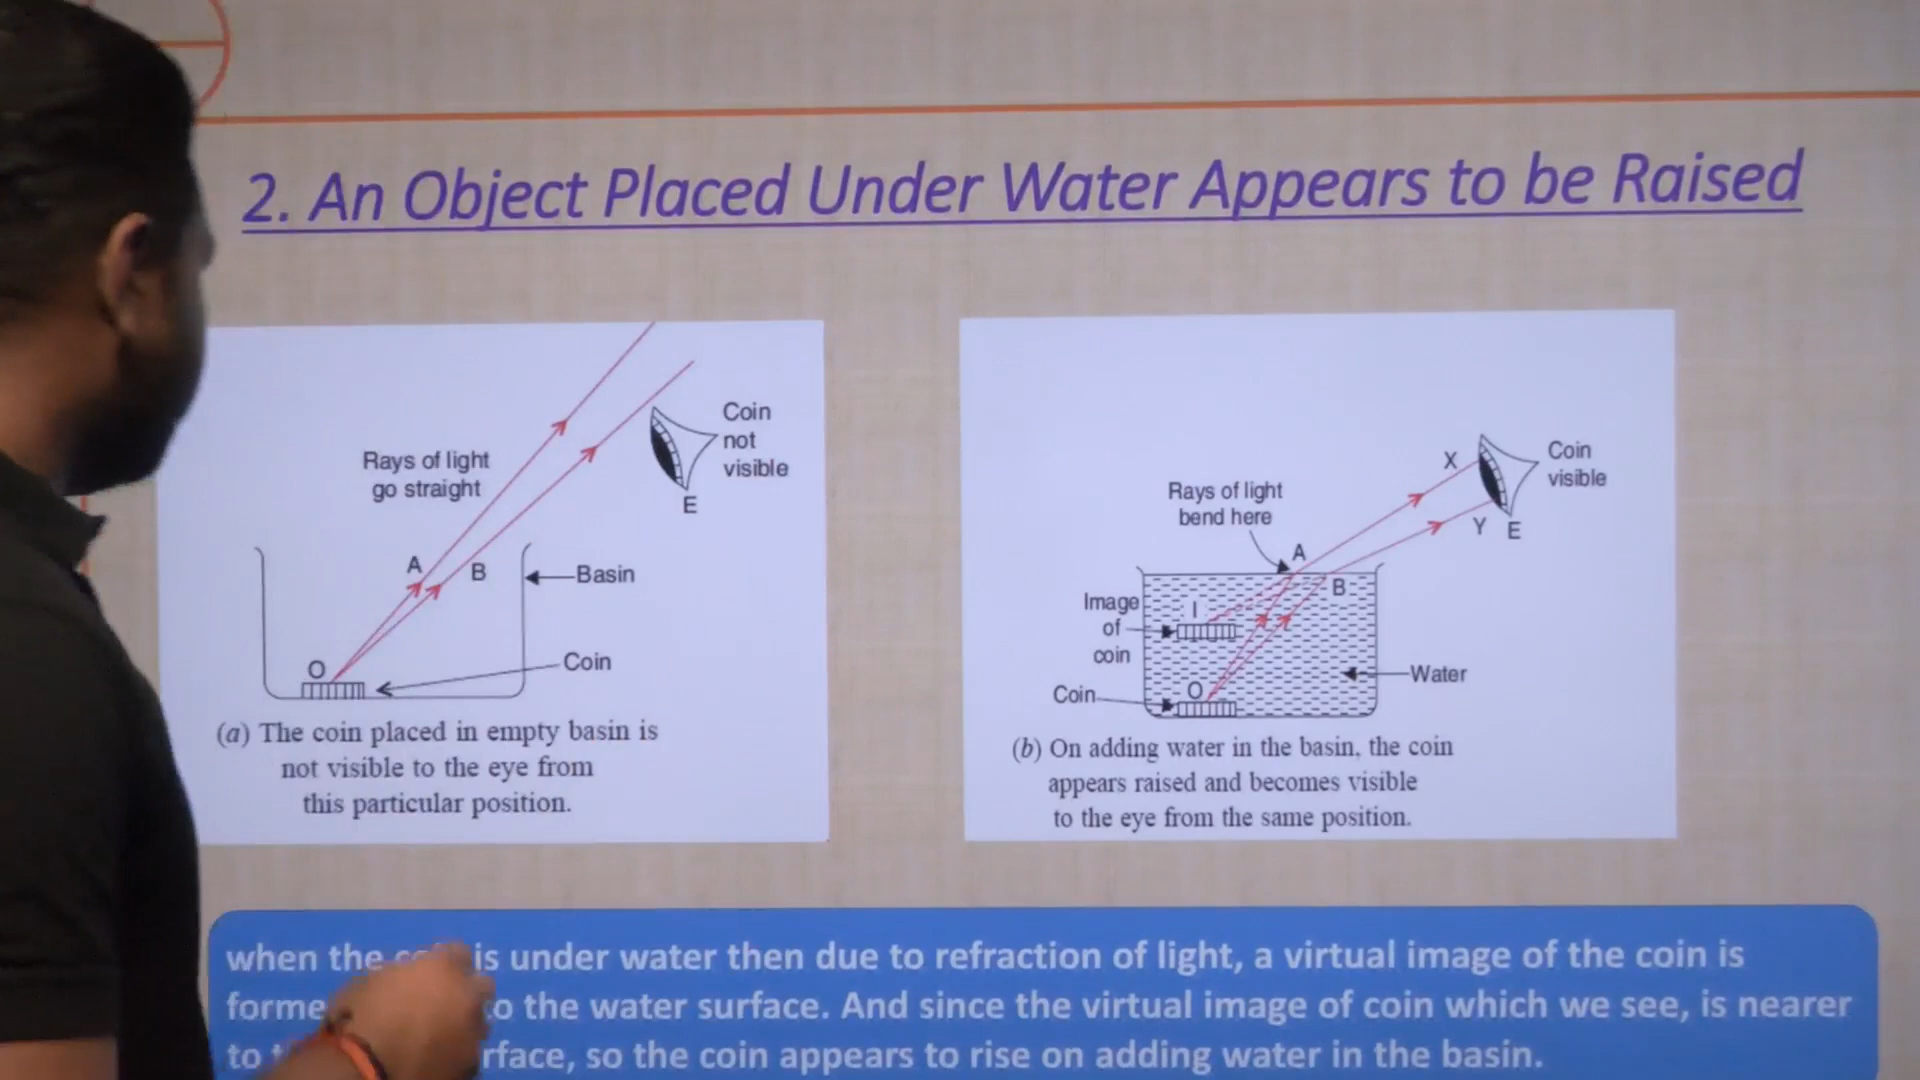 2. An Object Placed Under Water Appears to be Raised
Rays of light
go straight
Coin
not
visible
E
A
B
Basin
O
Coin
(a) The coin placed in empty basin is
not visible to the eye from
this particular position.
X
Coin
visible
Rays of light
bend here
Y E
A
B
Image
of
coin
I
Water
Coin
O
(b) On adding water in the basin, the coin
appears raised and becomes visible
to the eye from the same position.
when the is under water then due to refraction of light, a virtual image of the coin is
the water surface. And since the virtual image of coin which we see, is nearer
to so the coin appears to rise on adding water in the basin.